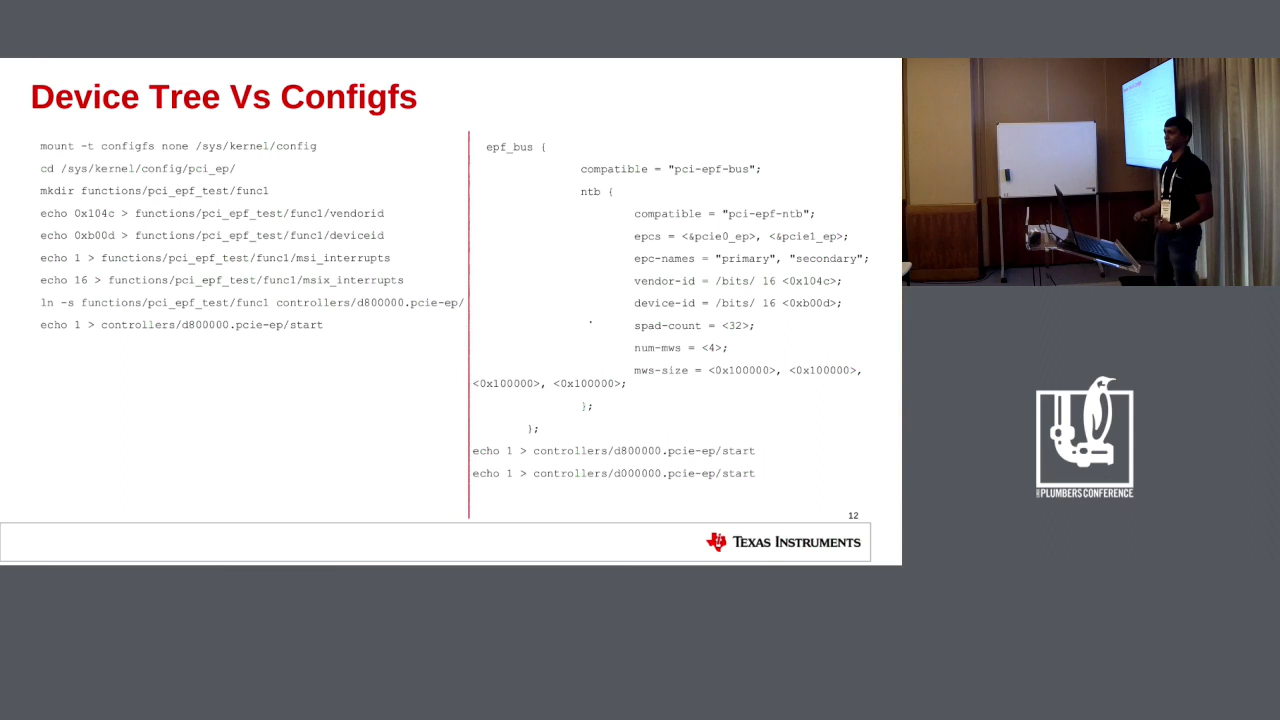 Device Tree Vs Configfs
mount -t configfs none /sys/kernel/config
cd /sys/kernel/config/pci_ep/
mkdir functions/pci_epf_test/func1
echo 0x104c > functions/pci_epf_test/func1/vendorid
echo 0xb00d > functions/pci_epf_test/func1/deviceid
echo 1 > functions/pci_epf_test/func1/msi_interrupts
echo 16 > functions/pci_epf_test/func1/msix_interrupts
ln -s functions/pci_epf_test/func1 controllers/d800000.pcie-ep/
echo 1 > controllers/d800000.pcie-ep/start
epf_bus {
compatible = "pci-epf-bus";
ntb {
compatible = "pci-epf-ntb";
epcs = <&pcie0_ep>, <&pcie1_ep>;
epc-names = "primary", "secondary";
vendor-id = /bits/ 16 <0x104c>;
device-id = /bits/ 16 <0xb00d>;
spad-count = <32>;
num-mws = <4>;
mws-size = <0x100000>, <0x100000>,
<0x100000>, <0x100000>;
};
};
echo 1 > controllers/d800000.pcie-ep/start
echo 1 > controllers/d000000.pcie-ep/start
12
TEXAS INSTRUMENTS
PLUMBERS CONFERENCE